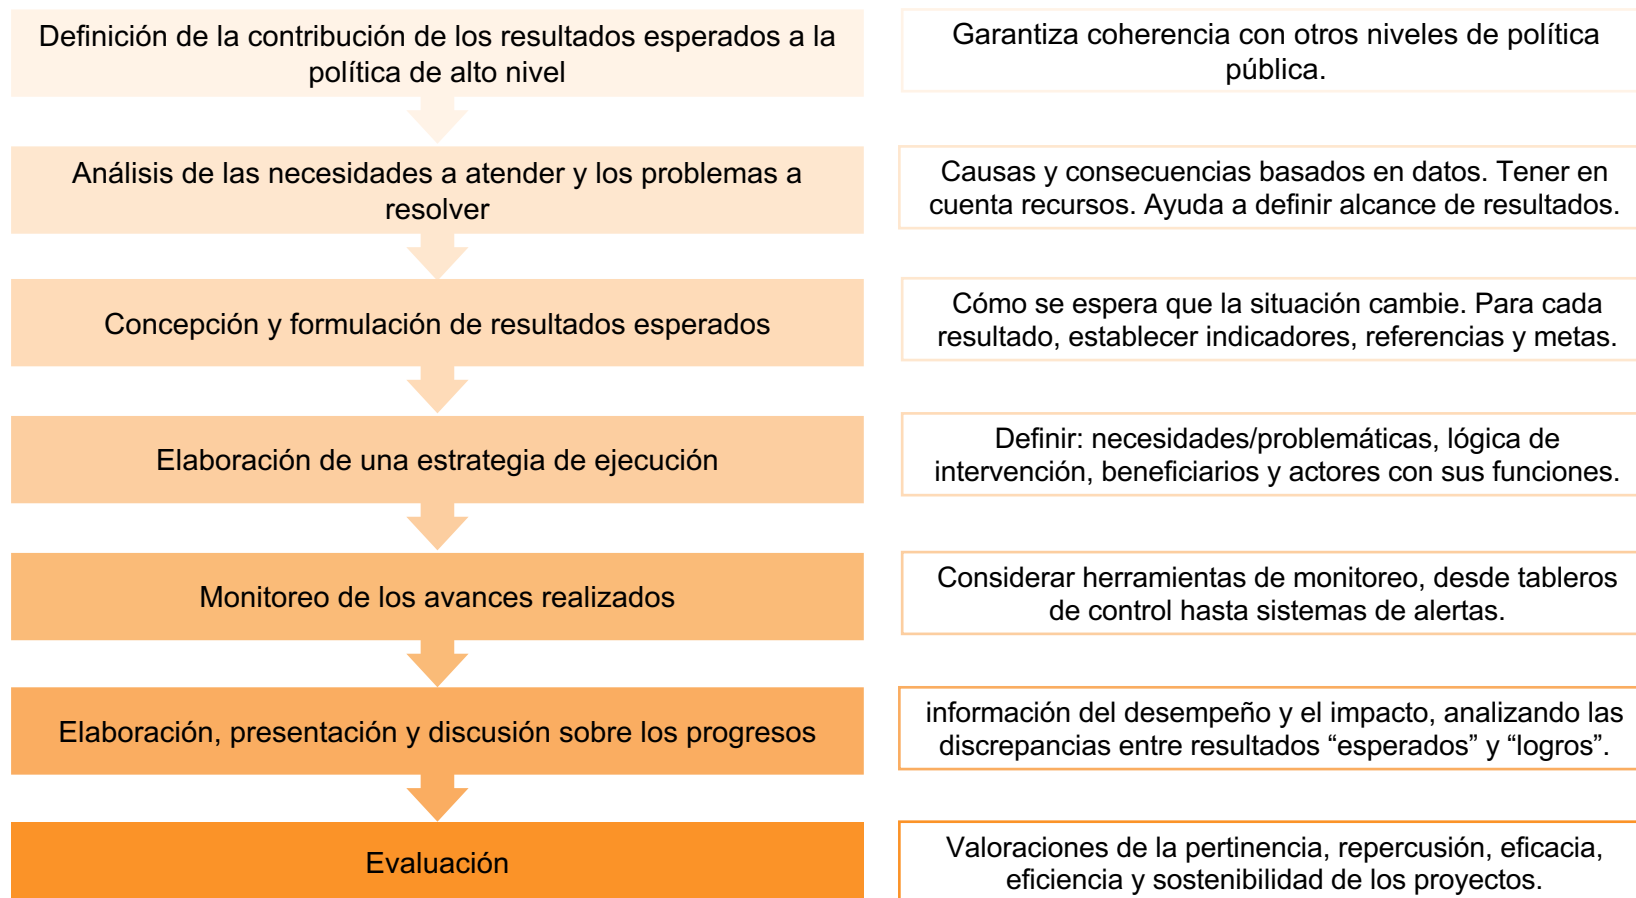 Definición de la contribución de los resultados esperados a la
política de alto nivel
Garantiza coherencia con otros niveles de política
pública.
Análisis de las necesidades a atender y los problemas a
resolver
Causas y consecuencias basados en datos. Tener en
cuenta recursos. Ayuda a definir alcance de resultados.
Concepción y formulación de resultados esperados
Cómo se espera que la situación cambie. Para cada
resultado, establecer indicadores, referencias y metas.
Elaboración de una estrategia de ejecución
Definir: necesidades/problemáticas, lógica de
intervención, beneficiarios y actores con sus funciones.
Monitoreo de los avances realizados
Considerar herramientas de monitoreo, desde tableros
de control hasta sistemas de alertas.
Elaboración, presentación y discusión sobre los progresos
información del desempeño y el impacto, analizando las
discrepancias entre resultados “esperados” y “logros”.
Evaluación
Valoraciones de la pertinencia, repercusión, eficacia,
eficiencia y sostenibilidad de los proyectos.